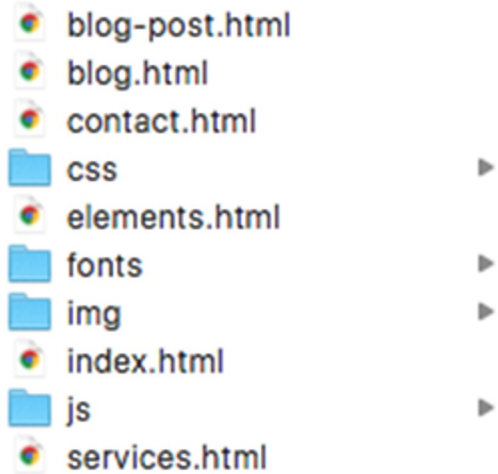 blog-post.html
blog.html
contact.html
css
elements.html
fonts
img
index.html
js
services.html